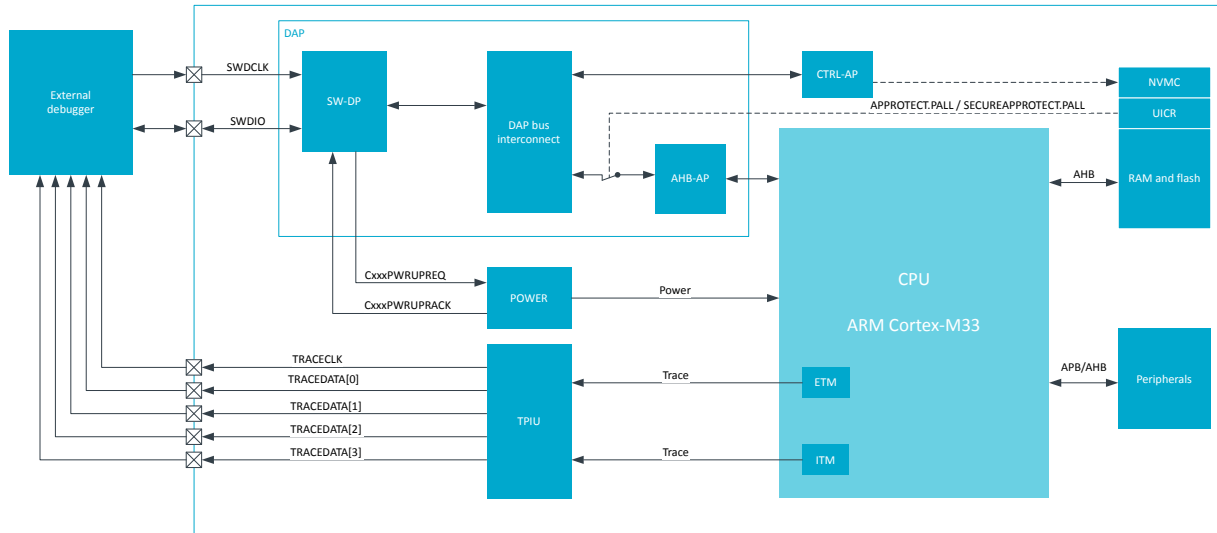 DAP
External
debugger
SWDCLK
SWDIO
SW-DP
DAP bus
interconnect
CTRL-AP
AHB-AP
APPROTECT.PALL / SECUREAPPROTECT.PALL
NVMC
UICR
RAM and flash
AHB
CxxxPWRUPREQ
CxxxPWRUPRACK
POWER
Power
CPU
ARM Cortex-M33
TRACECLK
TRACEDATA[0]
TRACEDATA[1]
TRACEDATA[2]
TRACEDATA[3]
TPIU
Trace
ETM
Trace
ITM
APB/AHB
Peripherals